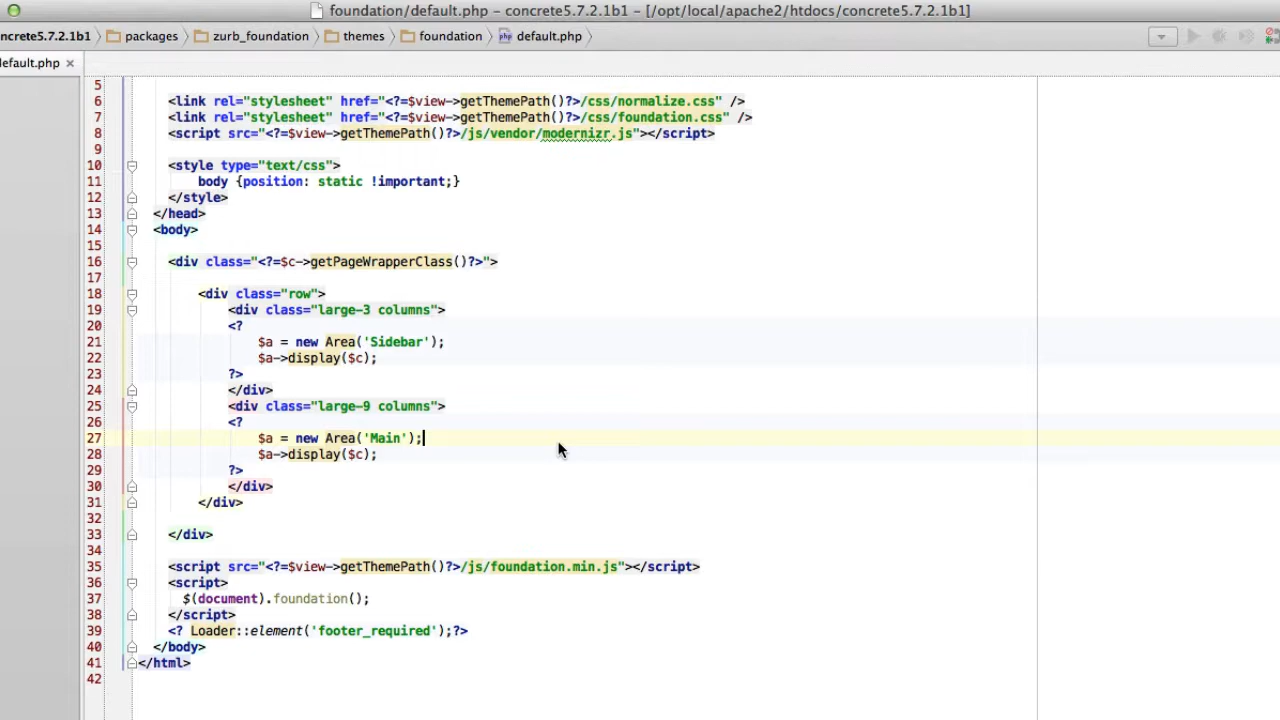 foundation/default.php – concrete5.7.2.1b1 – [/opt/local/apache2/htdocs/concrete5.7.2.1b1]
ncrete5.7.2.1b1 packages zurb_foundation themes foundation default.php
efault.php ×
5
6 <link rel="stylesheet" href="<?=$view->getThemePath()?>/css/normalize.css" />
7 <link rel="stylesheet" href="<?=$view->getThemePath()?>/css/foundation.css" />
8 <script src="<?=$view->getThemePath()?>/js/vendor/modernizr.js"></script>
9
10 <style type="text/css">
11 body {position: static !important;}
12 </style>
13 </head>
14 <body>
15
16 <div class="<?=$c->getPageWrapperClass()?>">
17
18 <div class="row">
19 <div class="large-3 columns">
20 <?
21 $a = new Area('Sidebar');
22 $a->display($c);
23 ?>
24 </div>
25 <div class="large-9 columns">
26 <?
27 $a = new Area('Main');
28 $a->display($c);
29 ?>
30 </div>
31 </div>
32
33 </div>
34
35 <script src="<?=$view->getThemePath()?>/js/foundation.min.js"></script>
36 <script>
37 $(document).foundation();
38 </script>
39 <? Loader::element('footer_required');?>
40 </body>
41 </html>
42